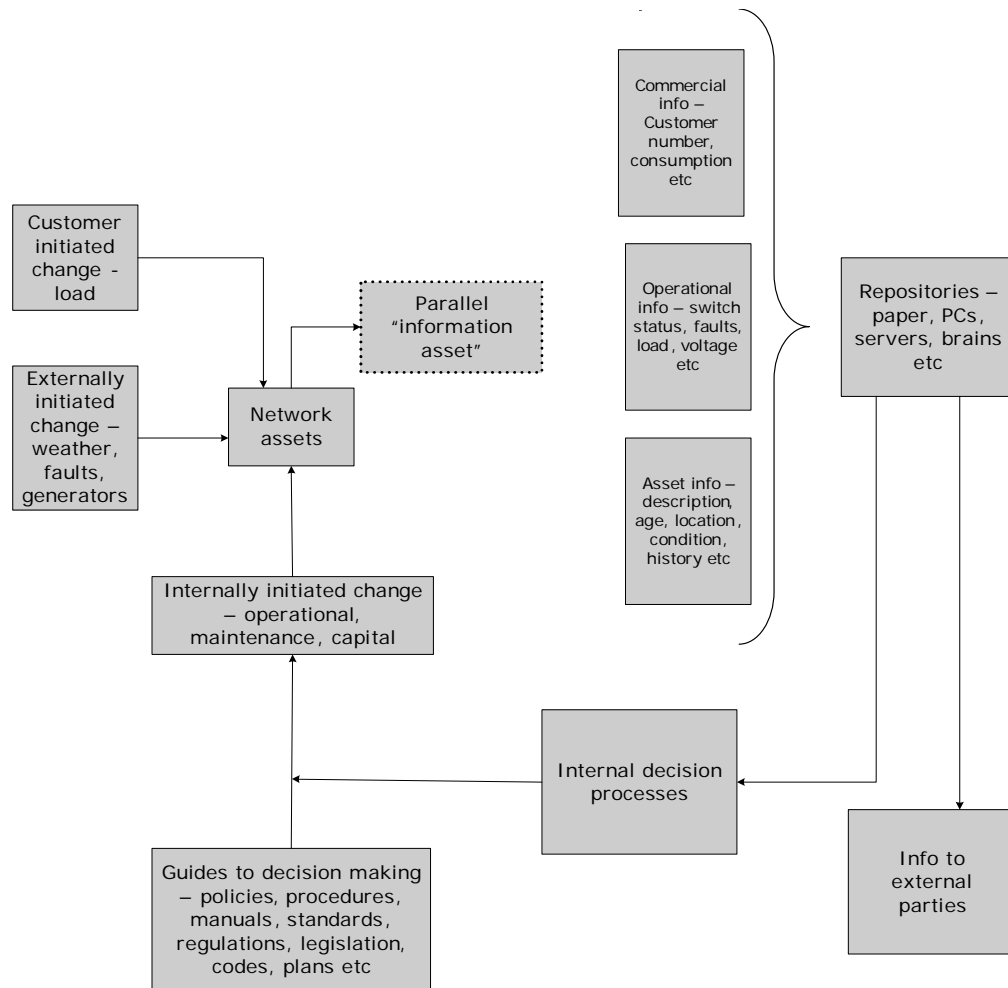 Commercial
info –
Customer
number,
consumption
etc
Customer
initiated
change -
load
Operational
info – switch
status, faults,
load, voltage
etc
Repositories –
paper, PCs,
servers, brains
etc
Parallel
“information
asset”
Externally
initiated
change –
weather,
faults,
generators
Network
assets
Asset info –
description,
age, location,
condition,
history etc
Internally initiated change
– operational,
maintenance, capital
Internal decision
processes
Info to
external
parties
Guides to decision making
– policies, procedures,
manuals, standards,
regulations, legislation,
codes, plans etc